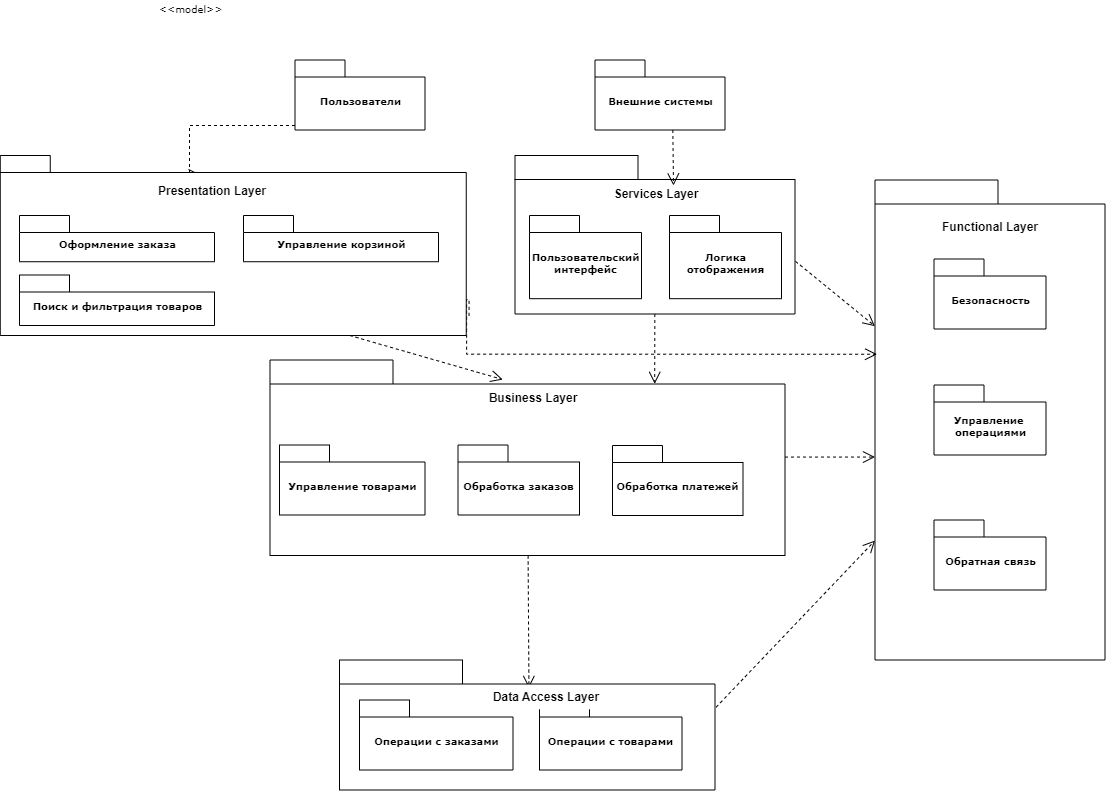 <<model>>
Пользователи
Внешние системы
Presentation Layer
Оформление заказа
Управление корзиной
Поиск и фильтрация товаров
Services Layer
Пользовательский
интерфейс
Логика
отображения
Functional Layer
Безопасность
Управление
операциями
Обратная связь
Business Layer
Управление товарами
Обработка заказов
Обработка платежей
Data Access Layer
Операции с заказами
Операции с товарами